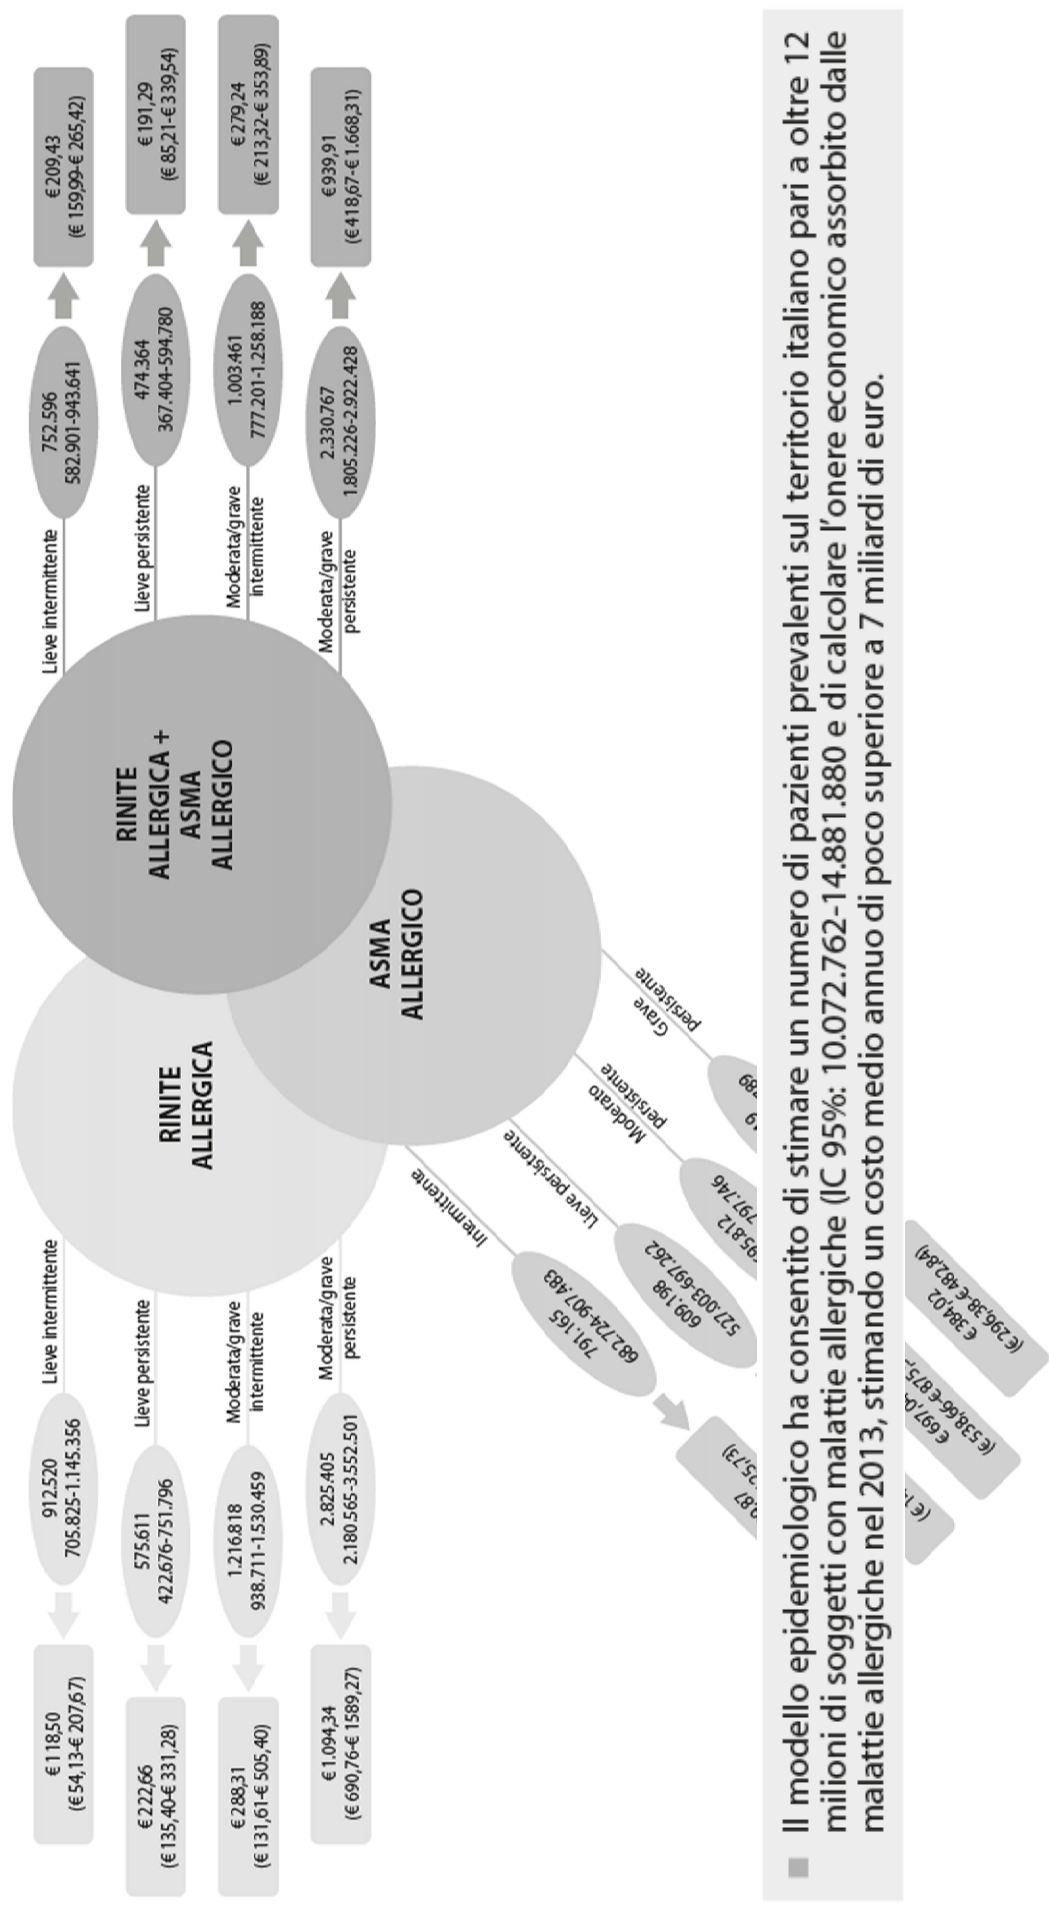 € 118,50
(€ 54,13-€ 207,67)
912.520
705.825-1.145.356
Lieve intermittente
€ 222,66
(€ 135,40-€ 331,28)
575.611
422.676-751.796
Lieve persistente
€ 288,31
(€ 131,61-€ 505,40)
1.216.818
938.711-1.530.459
Moderata/grave
intermittente
€ 1.094,34
(€ 690,76-€ 1589,27)
2.825.405
2.180.565-3.552.501
Moderata/grave
persistente
RINITE
ALLERGICA
RINITE
ALLERGICA +
ASMA
ALLERGICO
Lieve intermittente
752.596
582.901-943.641
€ 209,43
(€ 159,99-€ 265,42)
Lieve persistente
474.364
367.404-594.780
€ 191,29
(€ 85,21-€ 339,54)
Moderata/grave
intermittente
1.003.461
777.201-1.258.188
€ 279,24
(€ 213,32-€ 353,89)
Moderata/grave
persistente
2.330.767
1.805.226-2.922.428
€ 939,91
(€ 418,67-€ 1.668,31)
ASMA
ALLERGICO
Intermittente
791.165
682.724-907.483
Lieve persistente
609.198
527.003-697.262
Moderato
persistente
Grave
persistente
€ 384,02
(€ 296,38-€ 482,84)
■ Il modello epidemiologico ha consentito di stimare un numero di pazienti prevalenti sul territorio italiano pari a oltre 12
milioni di soggetti con malattie allergiche (IC 95%: 10.072.762-14.881.880 e di calcolare l'onere economico assorbito dalle
malattie allergiche nel 2013, stimando un costo medio annuo di poco superiore a 7 miliardi di euro.